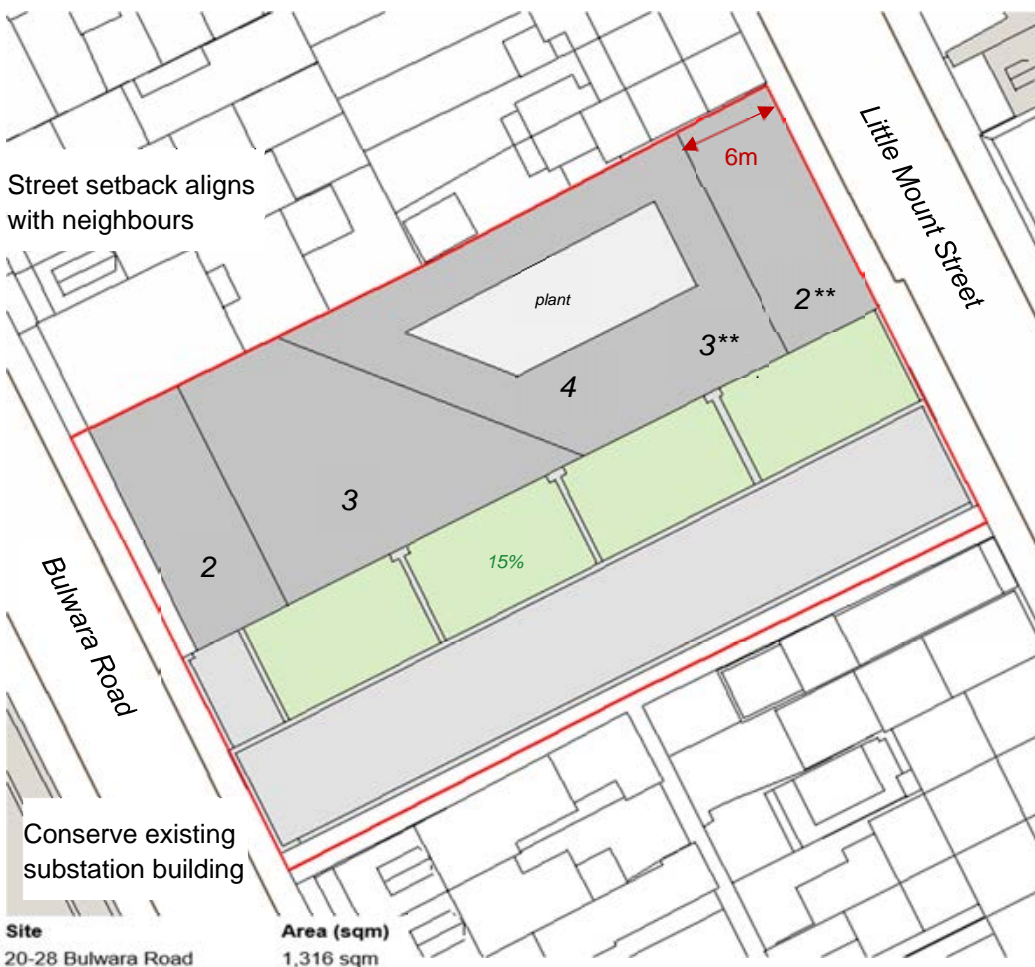 Little Mount Street
6m
Street setback aligns
with neighbours
plant
2**
3**
4
3
15%
2
Bulwara Road
Conserve existing
substation building
Site
Area (sqm)
20-28 Bulwara Road
1,316 sqm